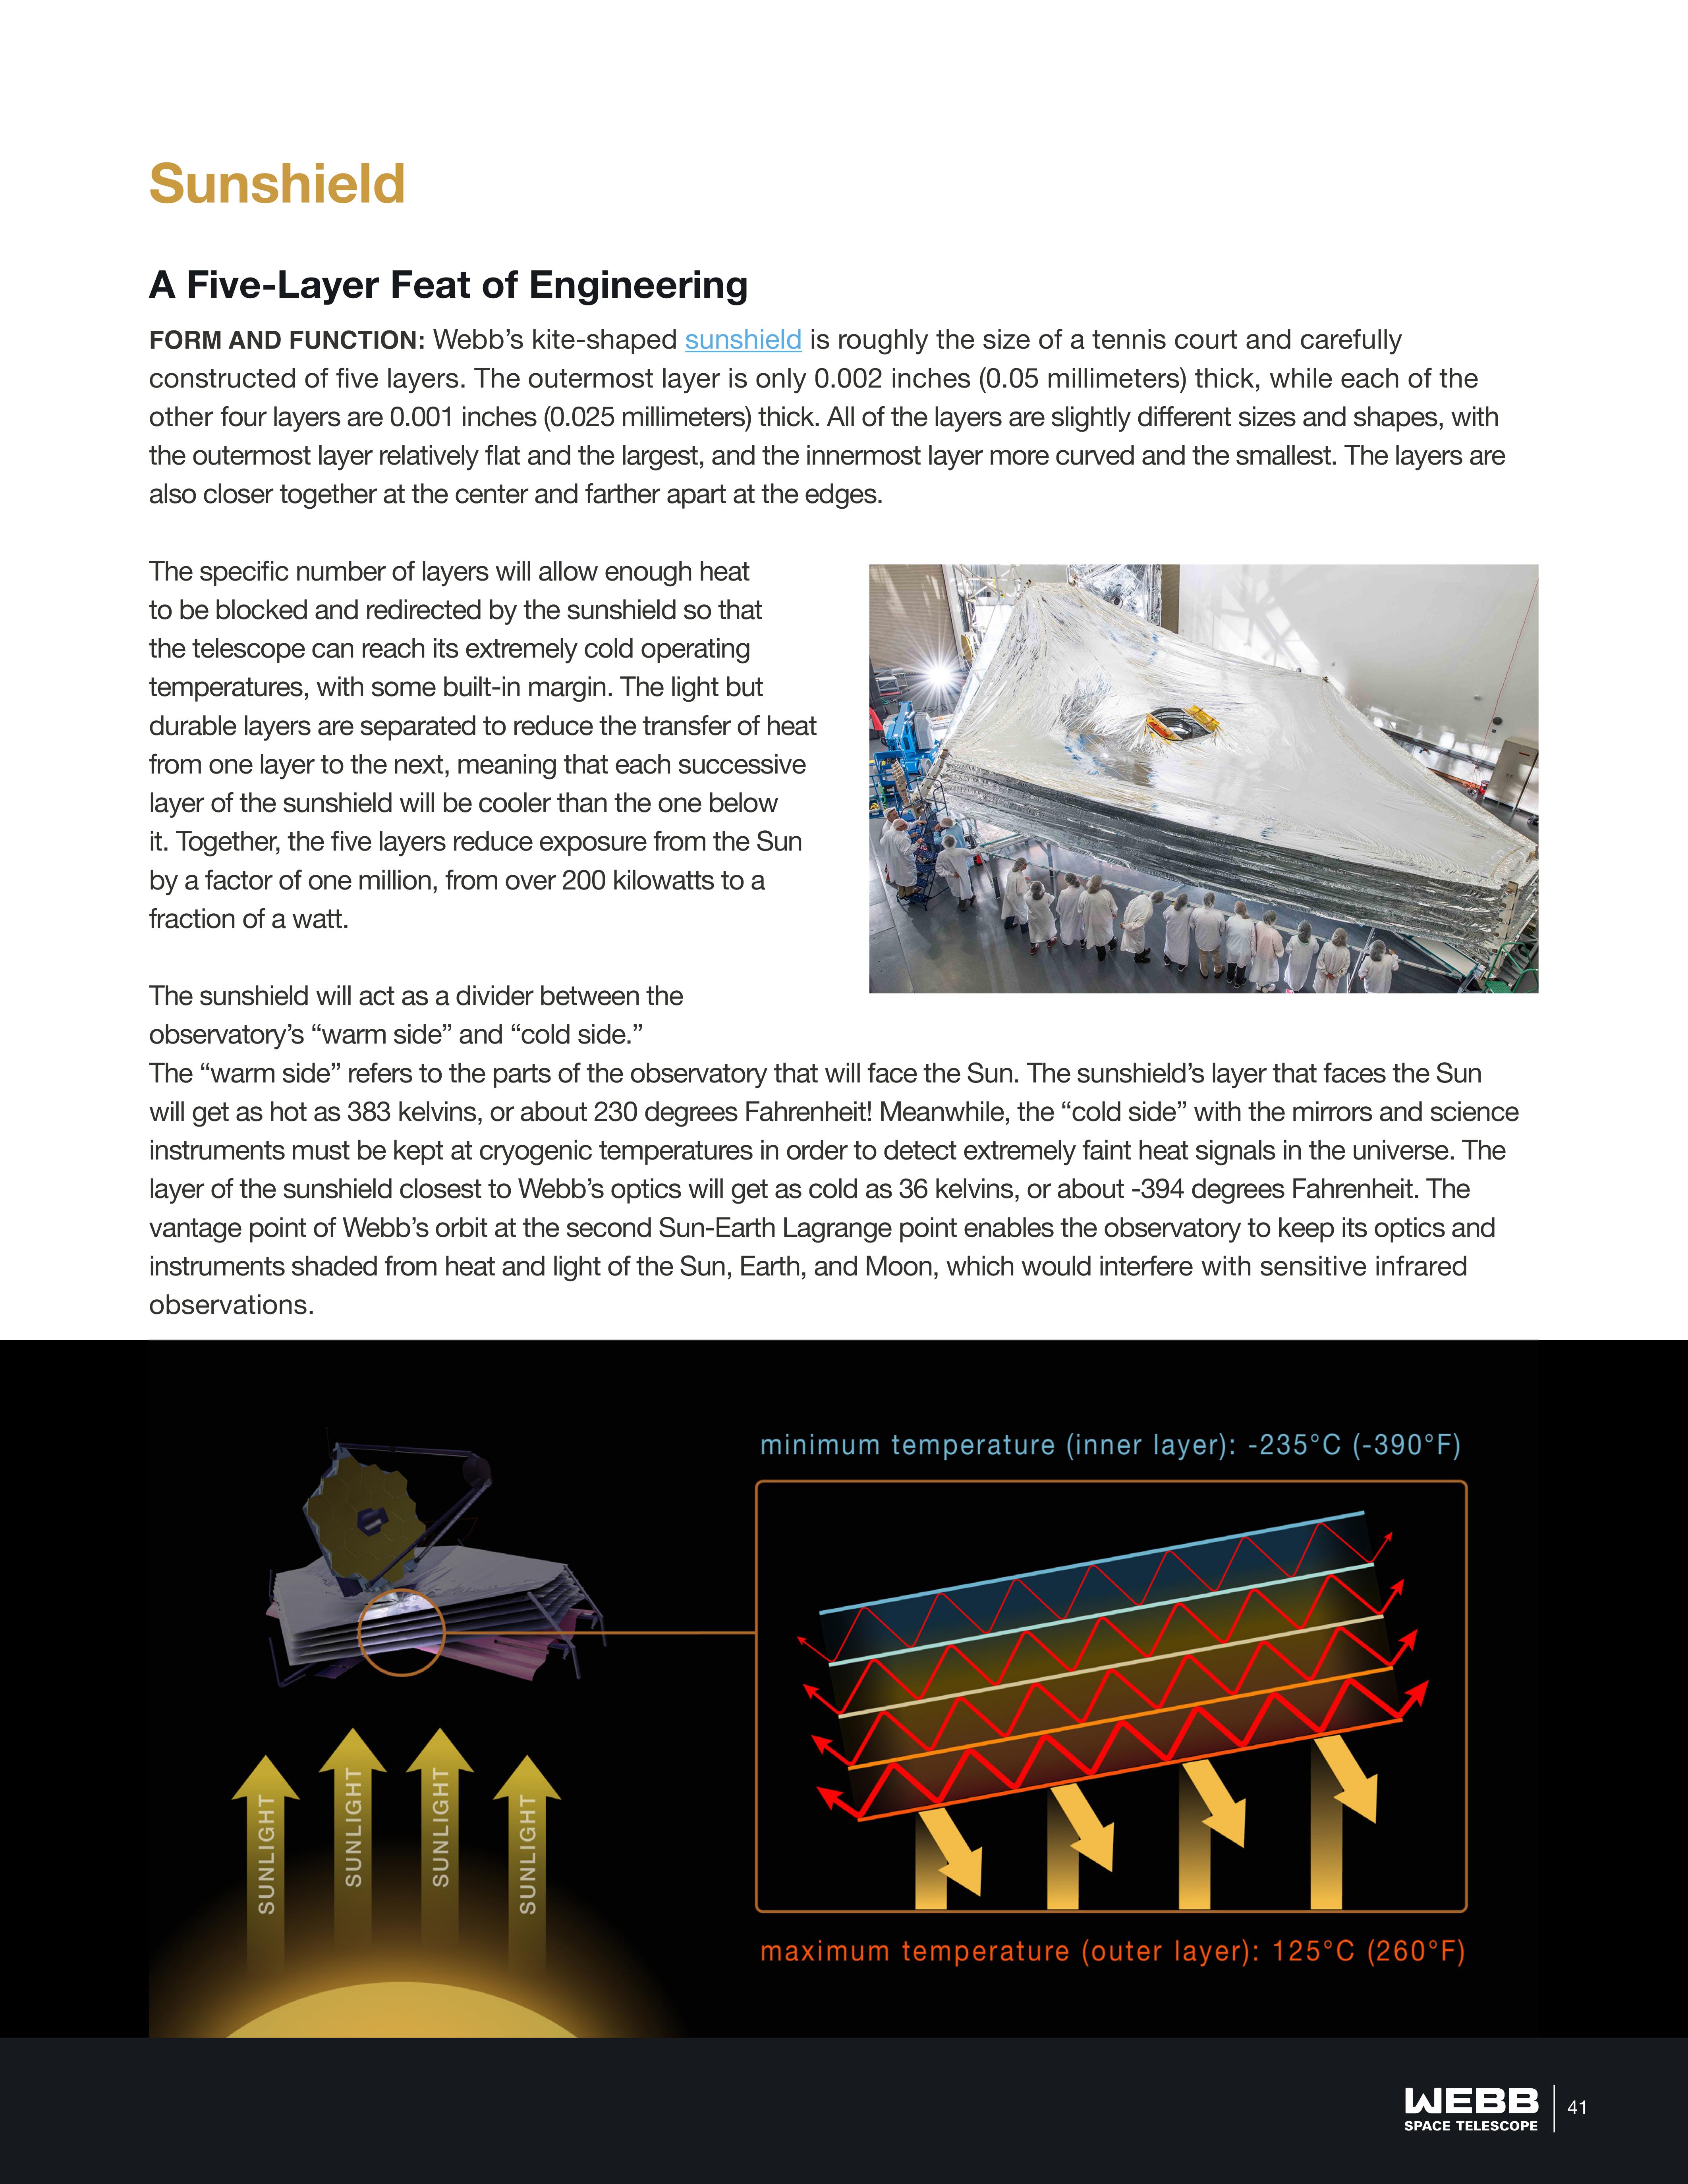 Sunshield
A Five-Layer Feat of Engineering
FORM AND FUNCTION: Webb’s kite-shaped sunshield is roughly the size of a tennis court and carefully
constructed of five layers. The outermost layer is only 0.002 inches (0.05 millimeters) thick, while each of the
other four layers are 0.001 inches (0.025 millimeters) thick. All of the layers are slightly different sizes and shapes, with
the outermost layer relatively flat and the largest, and the innermost layer more curved and the smallest. The layers are
also closer together at the center and farther apart at the edges.
The specific number of layers will allow enough heat
to be blocked and redirected by the sunshield so that
the telescope can reach its extremely cold operating
temperatures, with some built-in margin. The light but
durable layers are separated to reduce the transfer of heat
from one layer to the next, meaning that each successive
layer of the sunshield will be cooler than the one below
it. Together, the five layers reduce exposure from the Sun
by a factor of one million, from over 200 kilowatts to a
fraction of a watt.
The sunshield will act as a divider between the
observatory’s “warm side” and “cold side.”
The “warm side” refers to the parts of the observatory that will face the Sun. The sunshield’s layer that faces the Sun
will get as hot as 383 kelvins, or about 230 degrees Fahrenheit! Meanwhile, the “cold side” with the mirrors and science
instruments must be kept at cryogenic temperatures in order to detect extremely faint heat signals in the universe. The
layer of the sunshield closest to Webb’s optics will get as cold as 36 kelvins, or about -394 degrees Fahrenheit. The
vantage point of Webb’s orbit at the second Sun-Earth Lagrange point enables the observatory to keep its optics and
instruments shaded from heat and light of the Sun, Earth, and Moon, which would interfere with sensitive infrared
observations.
minimum temperature (inner layer): -235°C (-390°F)
SUNLIGHT
SUNLIGHT
SUNLIGHT
SUNLIGHT
maximum temperature (outer layer): 125°C (260°F)
WEBB
SPACE TELESCOPE
41